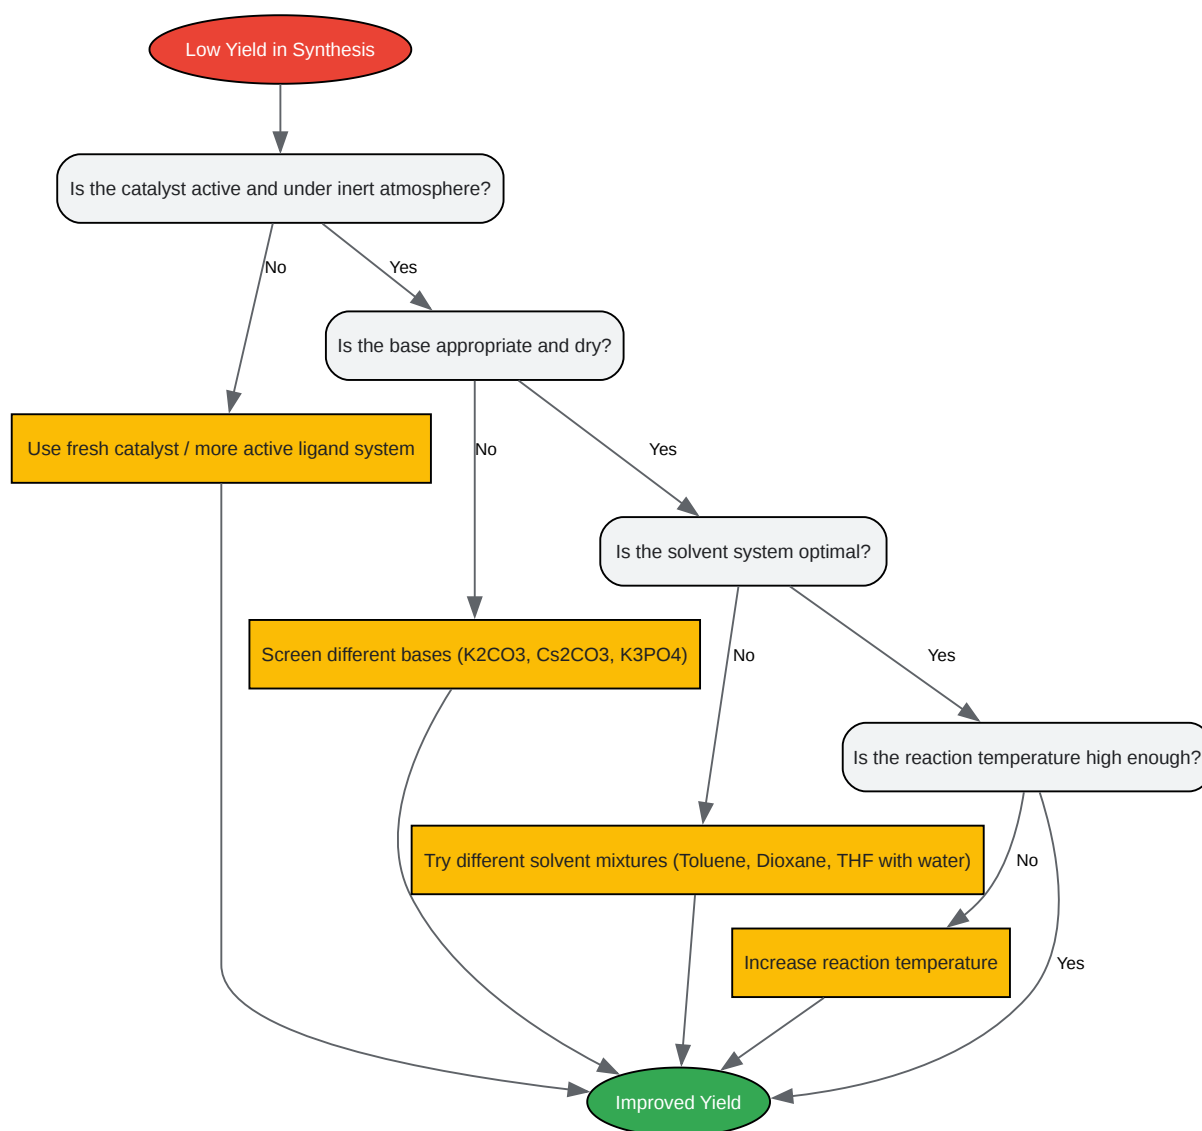 Low Yield in Synthesis
Is the catalyst active and under inert atmosphere?
No
Yes
Is the base appropriate and dry?
Use fresh catalyst / more active ligand system
No
Yes
Is the solvent system optimal?
Screen different bases (K2CO3, Cs2CO3, K3PO4)
No
Yes
Is the reaction temperature high enough?
Try different solvent mixtures (Toluene, Dioxane, THF with water)
No
Increase reaction temperature
Yes
Improved Yield